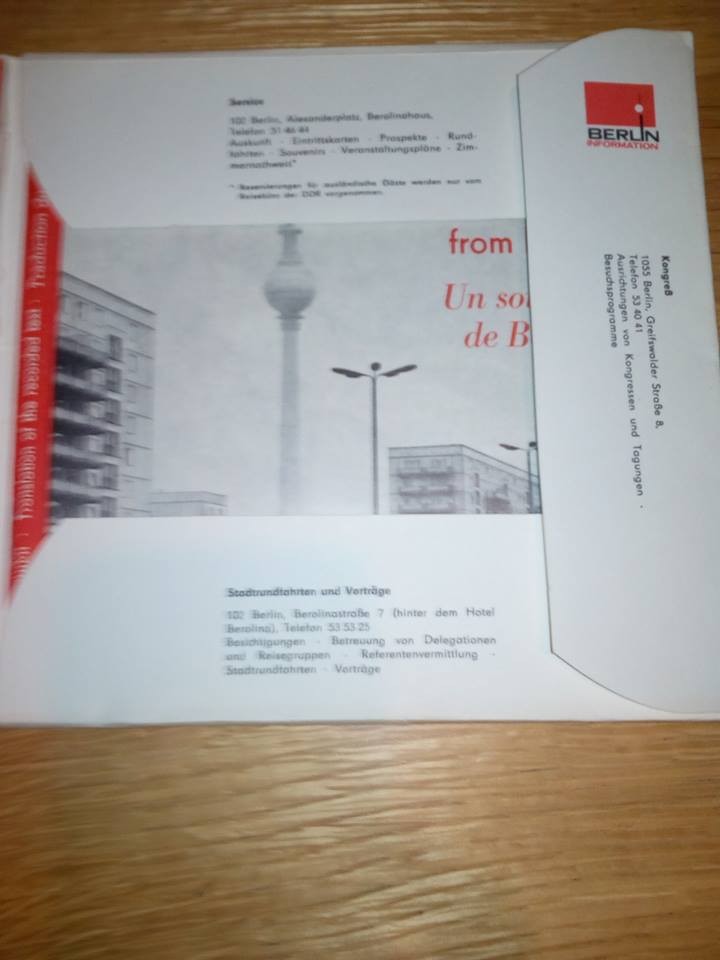 Service
102 Berlin, Alexanderplatz, Berolinahaus,
Telefon 51 46 44
Auskunft · Eintrittskarten · Prospekte · Rund-
fahrten · Souvenirs · Veranstaltungspläne · Zim-
mernachweis*
* Reservierungen für ausländische Gäste werden nur vom
Reisebüro der DDR vorgenommen.
BERLIN
INFORMATION
Kongreß
1055 Berlin, Greifswalder Straße 8,
Telefon 53 40 41
Ausrichtungen von Kongressen und Tagungen ·
Besuchsprogramme
from
Un sou
de B
: Translation of the recorded text : Traduction du
Stadtrundfahrten und Vorträge
102 Berlin, Berolinastraße 7 (hinter dem Hotel
Berolina), Telefon 53 53 25
Besichtigungen · Betreuung von Delegationen
und Reisegruppen · Referentenvermittlung ·
Stadtrundfahrten · Vorträge